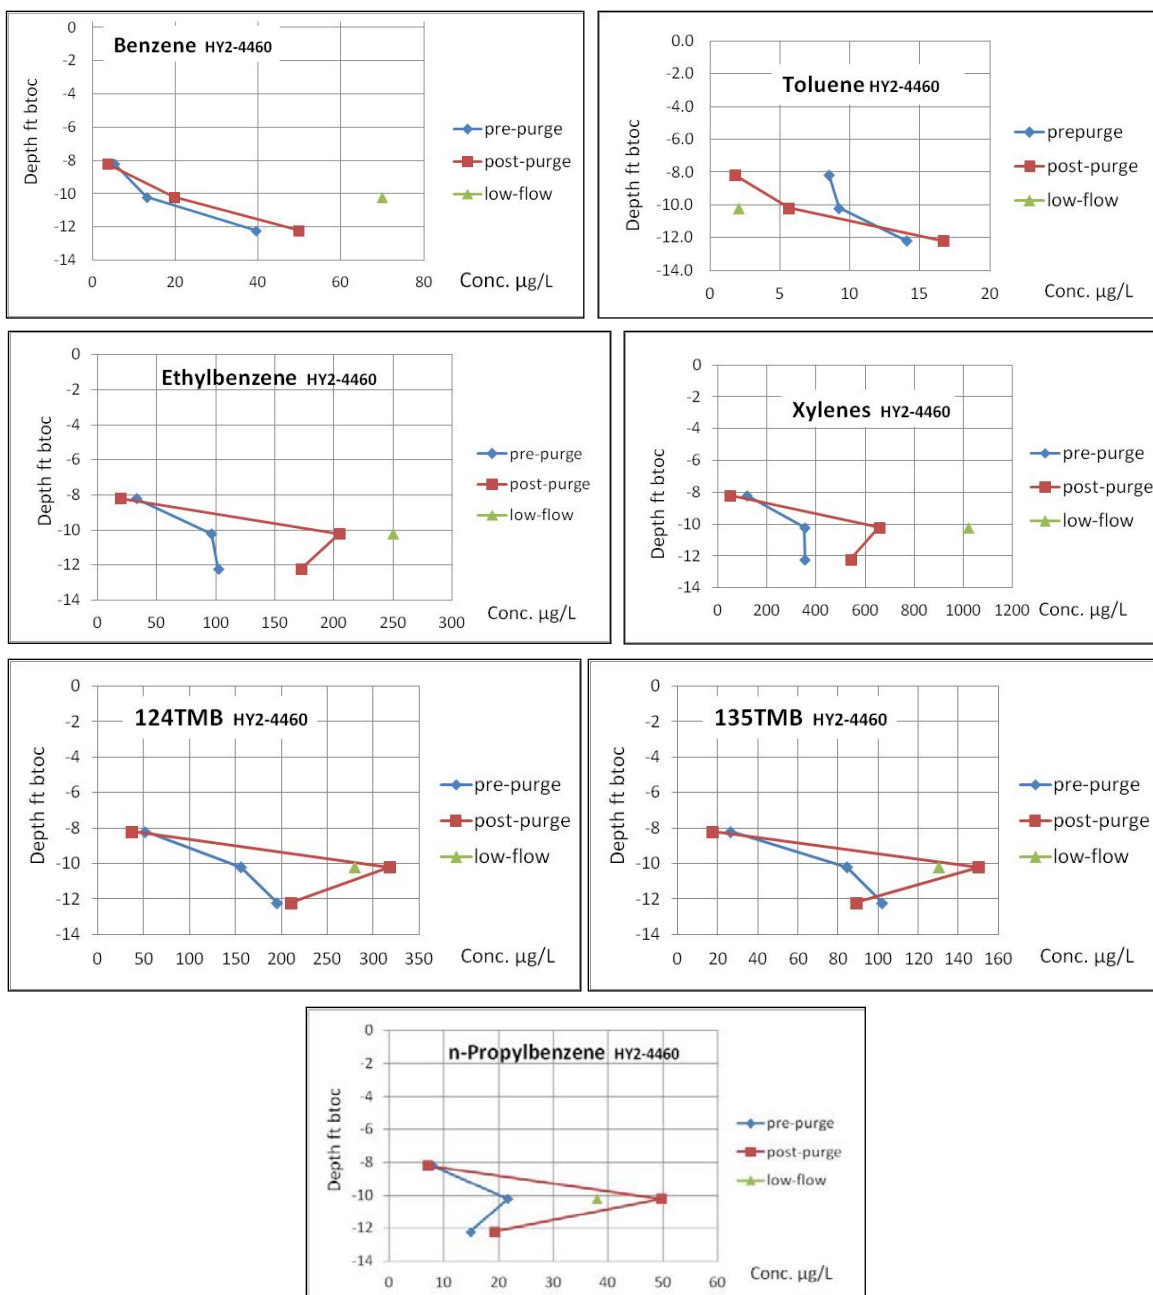 Benzene HY2-4460
Depth ft btoc
0
-2
-4
-6
-8
-10
-12
-14
0 20 40 60 80
Conc. µg/L
pre-purge
post-purge
low-flow
Toluene HY2-4460
Depth ft btoc
0.0
-2.0
-4.0
-6.0
-8.0
-10.0
-12.0
-14.0
0 5 10 15 20
Conc. µg/L
prepurge
post-purge
low-flow
Ethylbenzene HY2-4460
Depth ft btoc
0
-2
-4
-6
-8
-10
-12
-14
0 50 100 150 200 250 300
Conc. µg/L
pre-purge
post-purge
low-flow
Xylenes HY2-4460
Depth ft btoc
0
-2
-4
-6
-8
-10
-12
-14
0 200 400 600 800 1000 1200
Conc. µg/L
pre-purge
post-purge
low-flow
124TMB HY2-4460
Depth ft btoc
0
-2
-4
-6
-8
-10
-12
-14
0 50 100 150 200 250 300 350
Conc. µg/L
pre-purge
post-purge
low-flow
135TMB HY2-4460
Depth ft btoc
0
-2
-4
-6
-8
-10
-12
-14
0 20 40 60 80 100 120 140 160
Conc. µg/L
pre-purge
post-purge
low-flow
n-Propylbenzene HY2-4460
Depth ft btoc
0
-2
-4
-6
-8
-10
-12
-14
0 10 20 30 40 50 60
Conc. µg/L
pre-purge
post-purge
low-flow